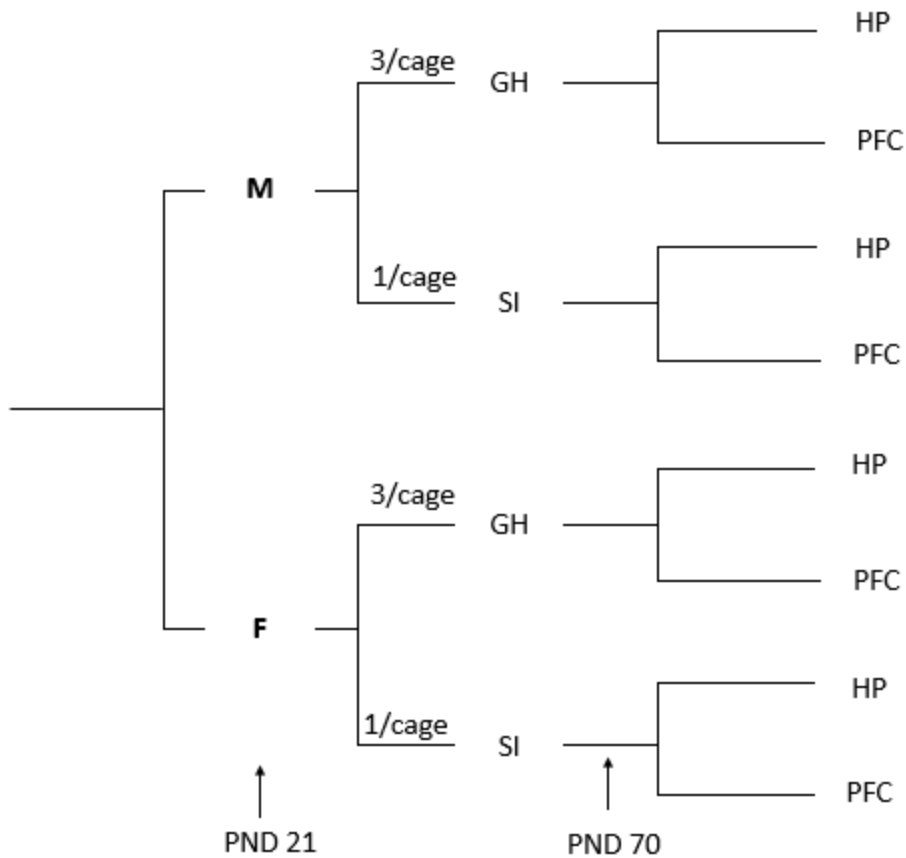 HP
3/cage
GH
PFC
M
HP
1/cage
SI
PFC
HP
3/cage
GH
PFC
F
HP
1/cage
SI
PFC
PND 21
PND 70